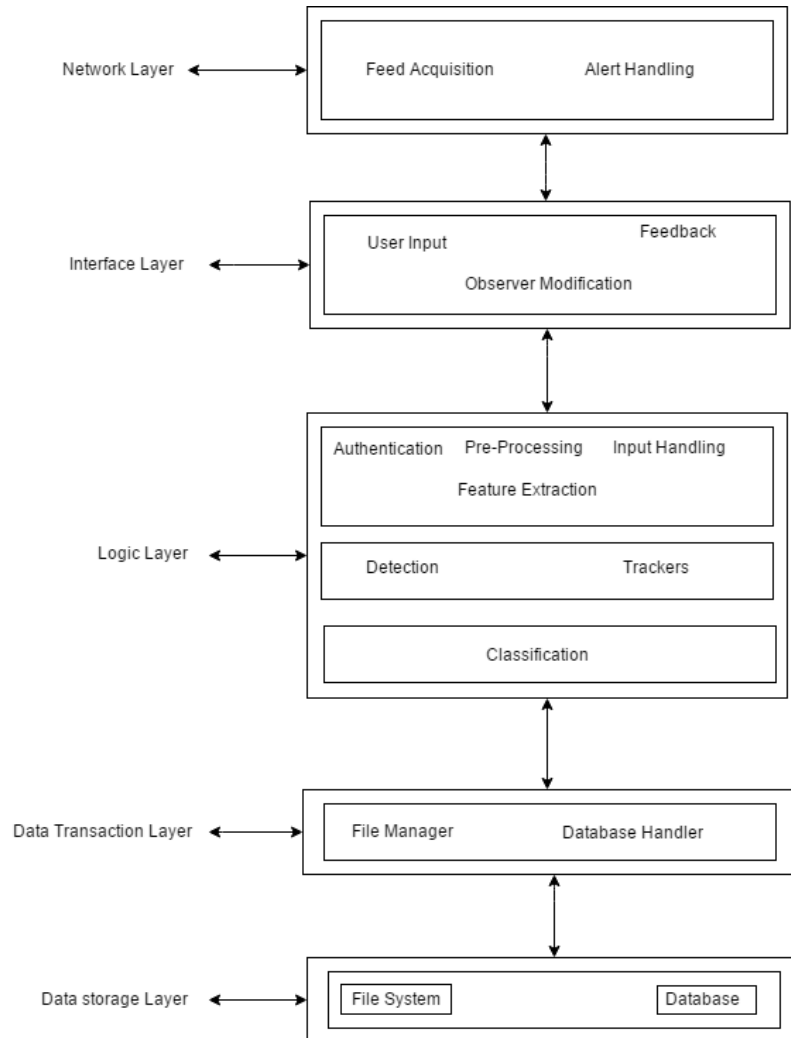 Network Layer
Feed Acquisition
Alert Handling
Interface Layer
User Input
Feedback
Observer Modification
Logic Layer
Authentication
Pre-Processing
Input Handling
Feature Extraction
Detection
Trackers
Classification
Data Transaction Layer
File Manager
Database Handler
Data storage Layer
File System
Database